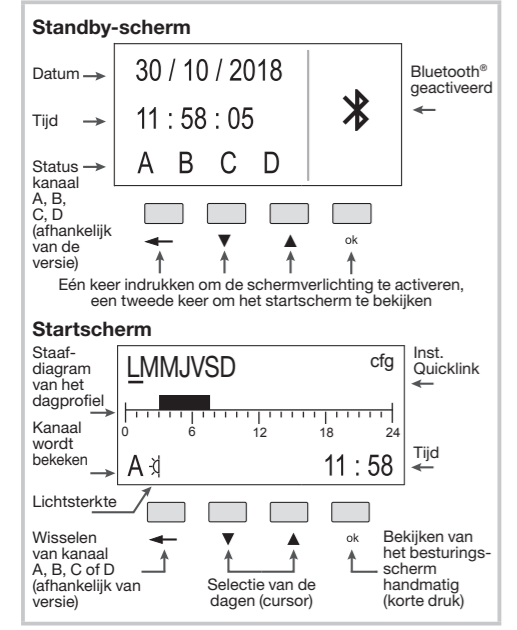 Standby-scherm
Datum
30 / 10 / 2018
Bluetooth®
geactiveerd
Tijd
11 : 58 : 05
Status
kanaal
A, B,
C, D
(afhankelijk
van de
versie)
A B C D
ok
Eén keer indrukken om de schermverlichting te activeren,
een tweede keer om het startscherm te bekijken
Startscherm
Staaf-
diagram
van het
dagprofiel
LMMJVSD
cfg
Inst.
Quicklink
0 6 12 18 24
Kanaal
wordt
bekeken
A
11 : 58
Tijd
Lichtsterkte
ok
Wisselen
van kanaal
A, B, C of D
(afhankelijk van
versie)
Selectie van de
dagen (cursor)
Bekijken van
het besturings-
scherm
handmatig
(korte druk)